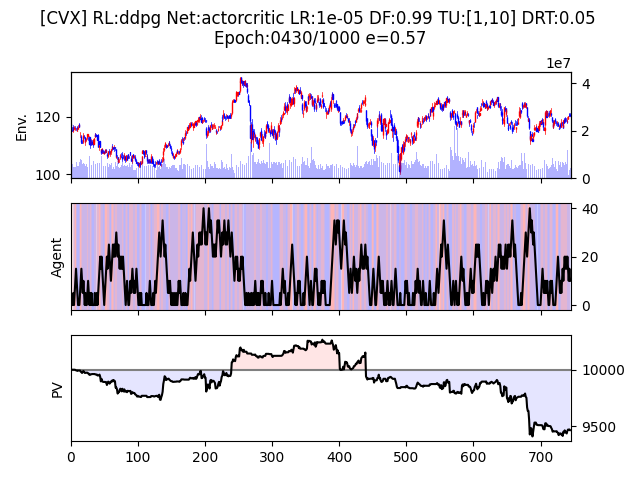 [CVX] RL:ddpg Net:actorcritic LR:1e-05 DF:0.99 TU:[1,10] DRT:0.05
Epoch:0430/1000 e=0.57
1e7
Env.
120
100
4
2
0
Agent
40
20
0
PV
10000
9500
0 100 200 300 400 500 600 700